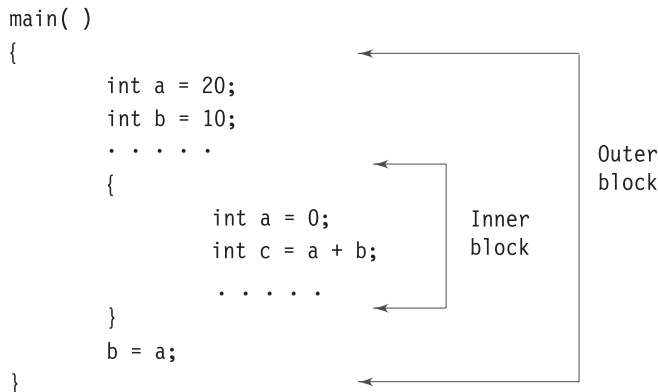 main( )
{
int a = 20;
int b = 10;
. . . . .
{
int a = 0;
int c = a + b;
. . . . .
}
b = a;
}
Inner
block
Outer
block